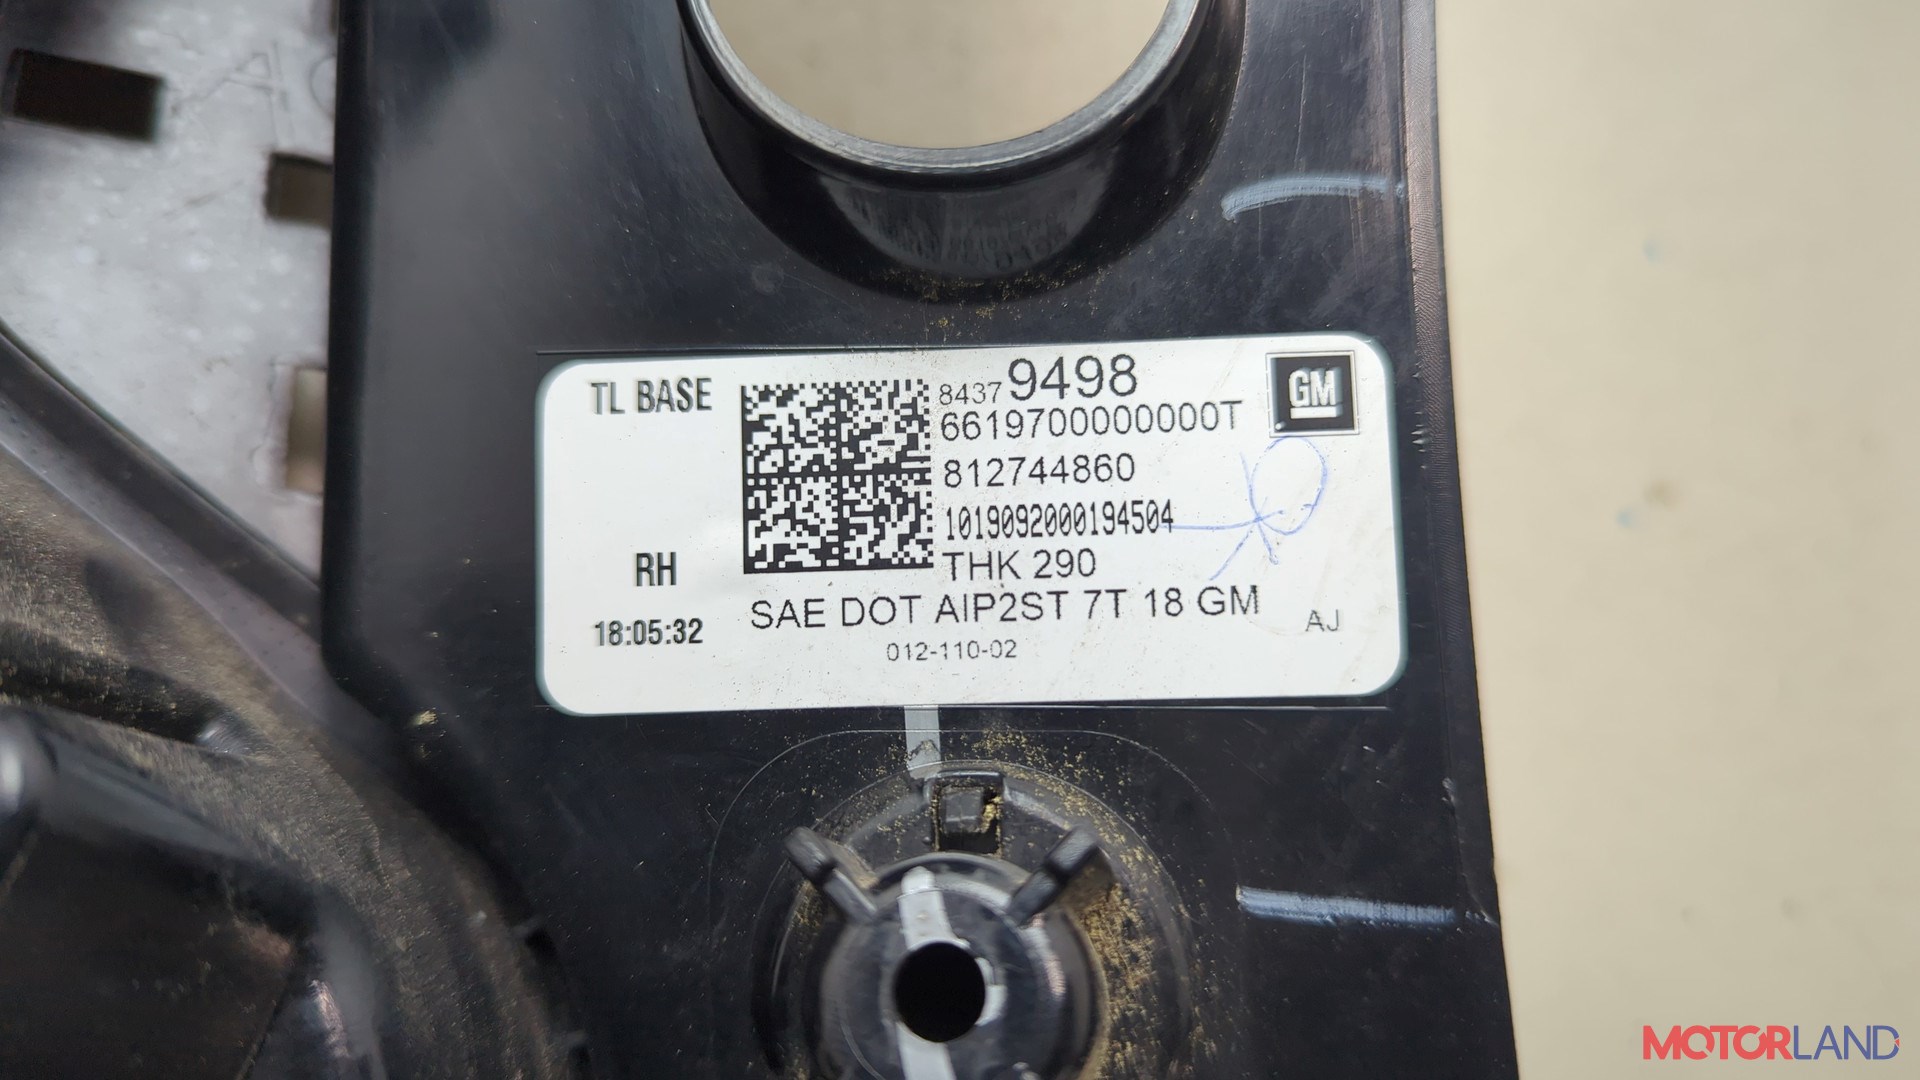 TL BASE
8437 9498
GM
6619700000000T
812744860
1019092000194504
RH
THK 290
SAE DOT AIP2ST 7T 18 GM
18:05:32
AJ
012-110-02
MOTORLAND